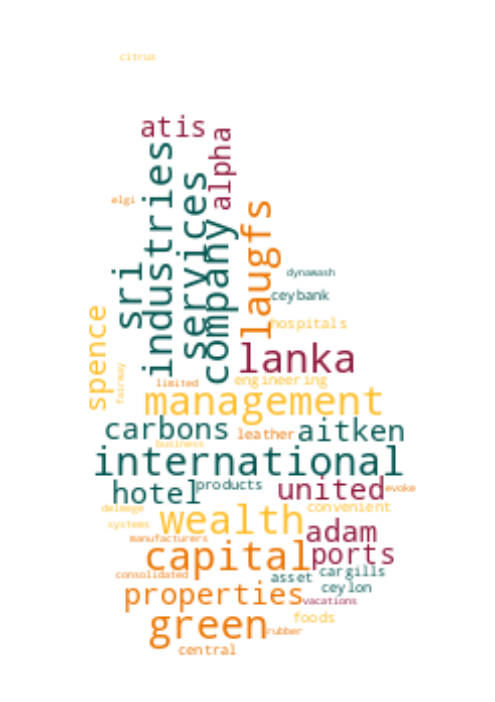 citrus
atis
alpha
industries
services
company
elgi
laugfs
sri
dynawash
ceybank
spence
hospitals
lanka
fairway
limited
engineering
management
carbons
leather
aitken
business
international
hotel
products
united
evoke
delmege
convenient
systems
wealth
adam
manufacturers
capital
ports
consolidated
asset
cargills
ceylon
properties
vacations
green
foods
rubber
central